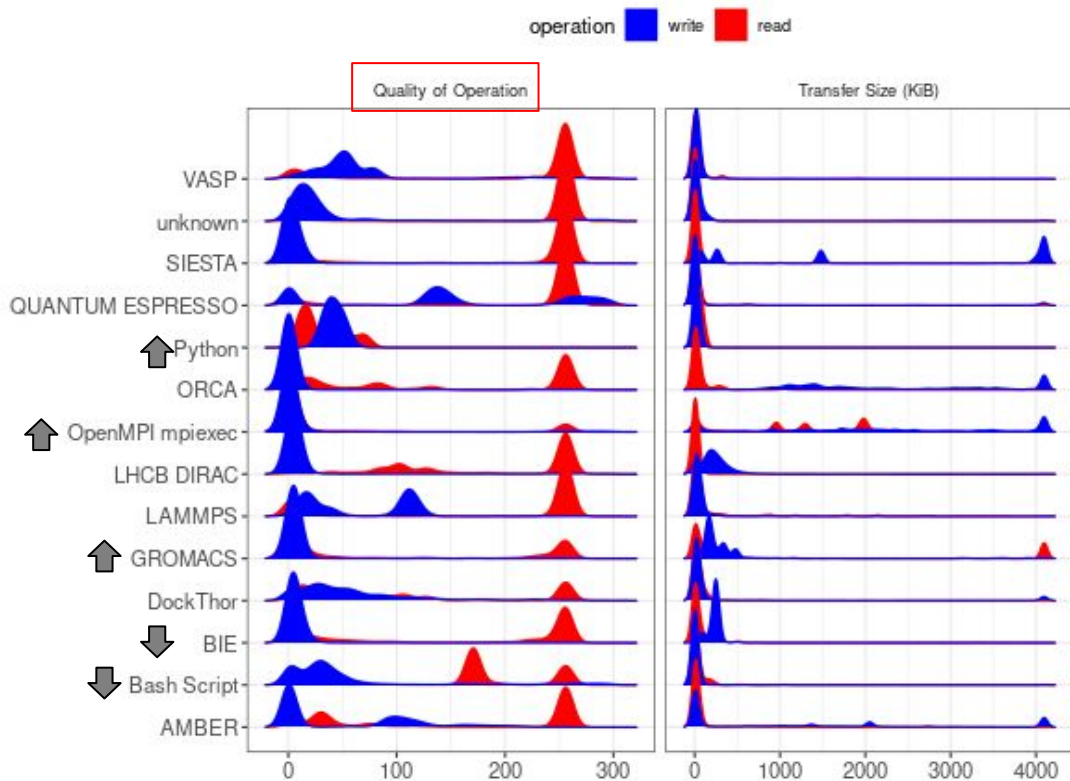 operation write read
Quality of Operation Transfer Size (KiB)
VASP
unknown
SIESTA
QUANTUM ESPRESSO
Python
ORCA
OpenMPI mpiexec
LHCB DIRAC
LAMMPS
GROMACS
DockThor
BIE
Bash Script
AMBER
0 100 200 300 0 1000 2000 3000 4000